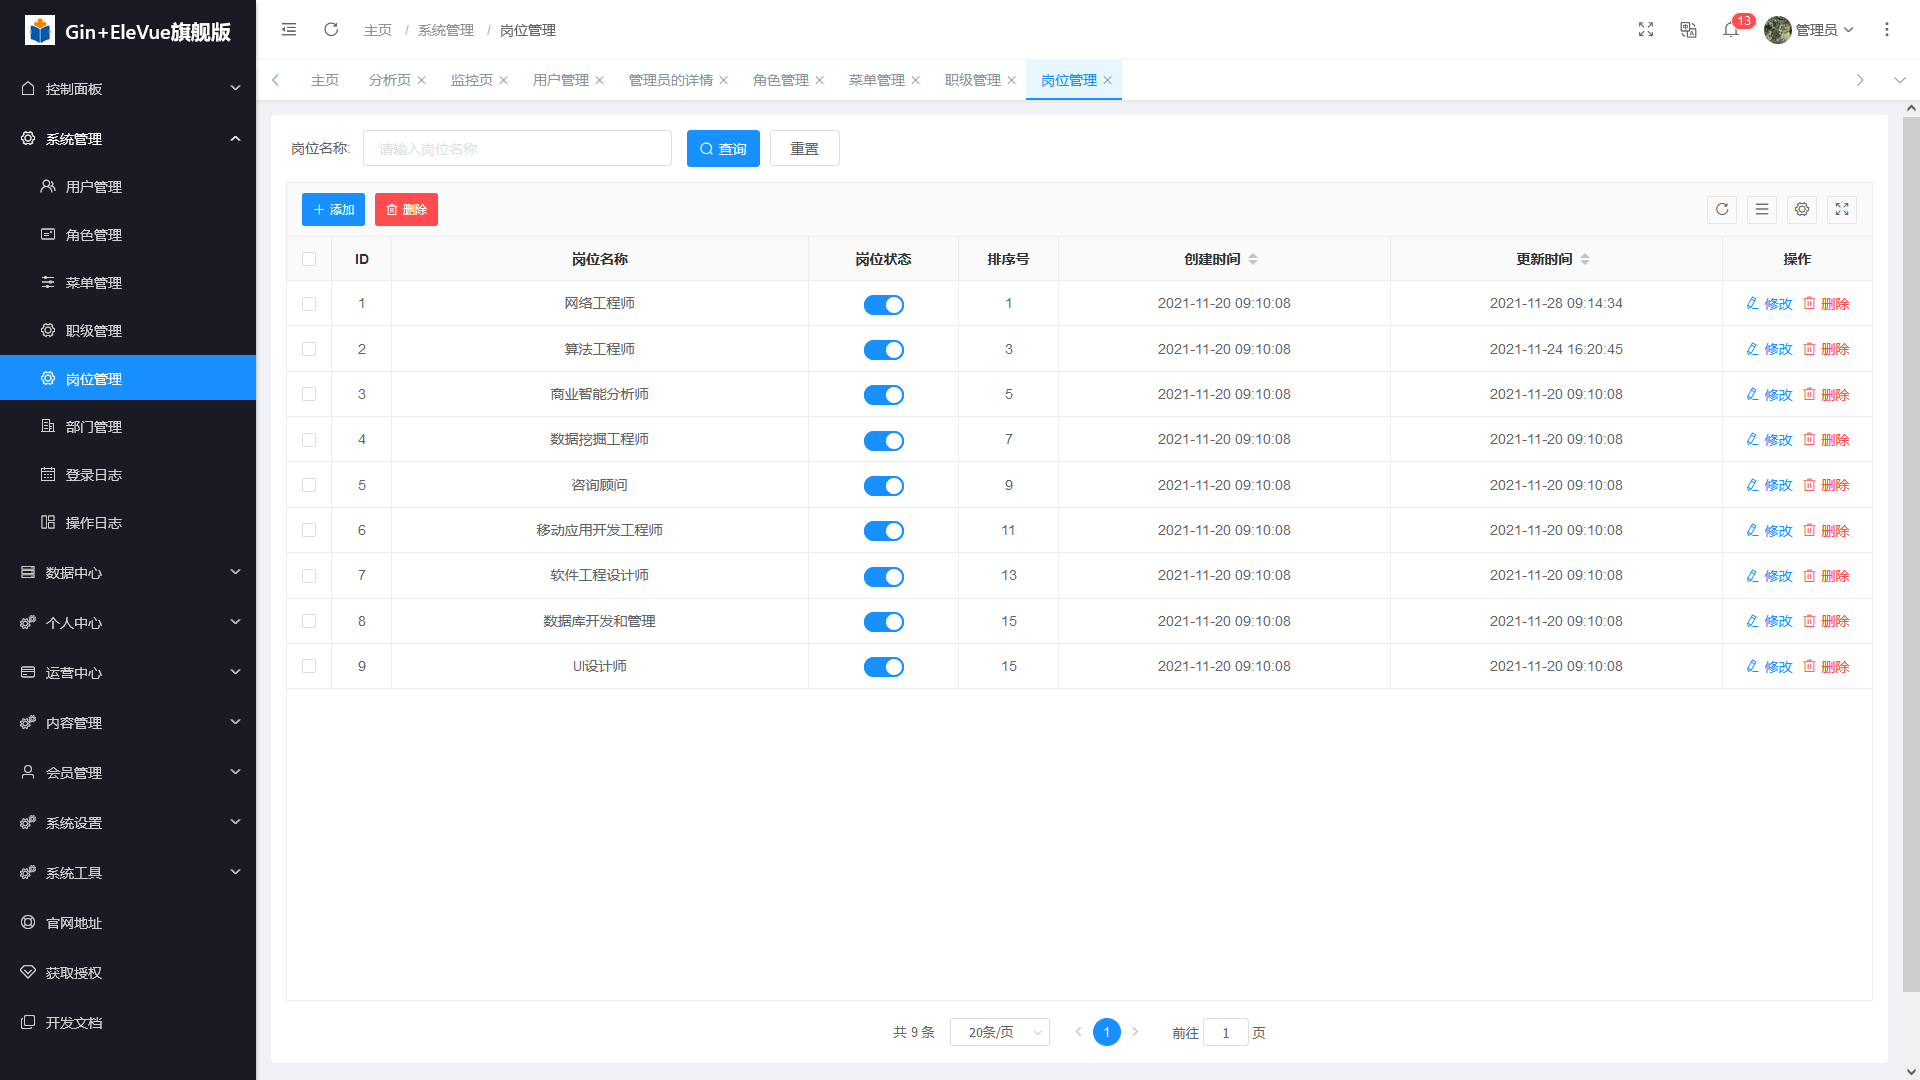 Gin+EleVue旗舰版
控制面板
系统管理
用户管理
角色管理
菜单管理
职级管理
岗位管理
部门管理
登录日志
操作日志
数据中心
个人中心
运营中心
内容管理
会员管理
系统设置
系统工具
官网地址
获取授权
开发文档
主页 / 系统管理 / 岗位管理
13 管理员
主页 分析页 监控页 用户管理 管理员的详情 角色管理 菜单管理 职级管理 岗位管理
岗位名称: 请输入岗位名称 查询 重置
添加 删除
ID 岗位名称 岗位状态 排序号 创建时间 更新时间 操作
1 网络工程师 1 2021-11-20 09:10:08 2021-11-28 09:14:34 修改 删除
2 算法工程师 3 2021-11-20 09:10:08 2021-11-24 16:20:45 修改 删除
3 商业智能分析师 5 2021-11-20 09:10:08 2021-11-20 09:10:08 修改 删除
4 数据挖掘工程师 7 2021-11-20 09:10:08 2021-11-20 09:10:08 修改 删除
5 咨询顾问 9 2021-11-20 09:10:08 2021-11-20 09:10:08 修改 删除
6 移动应用开发工程师 11 2021-11-20 09:10:08 2021-11-20 09:10:08 修改 删除
7 软件工程设计师 13 2021-11-20 09:10:08 2021-11-20 09:10:08 修改 删除
8 数据库开发和管理 15 2021-11-20 09:10:08 2021-11-20 09:10:08 修改 删除
9 UI设计师 15 2021-11-20 09:10:08 2021-11-20 09:10:08 修改 删除
共 9 条 20条/页 1 前往 1 页